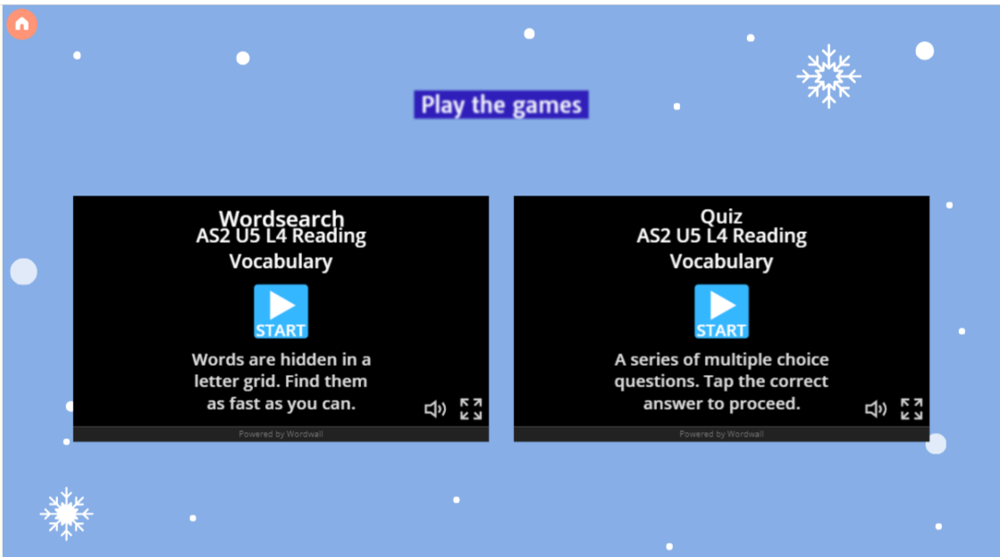 Play the games
Wordsearch
AS2 U5 L4 Reading
Vocabulary
START
Words are hidden in a
letter grid. Find them
as fast as you can.
Powered by Wordwall
Quiz
AS2 U5 L4 Reading
Vocabulary
START
A series of multiple choice
questions. Tap the correct
answer to proceed.
Powered by Wordwall